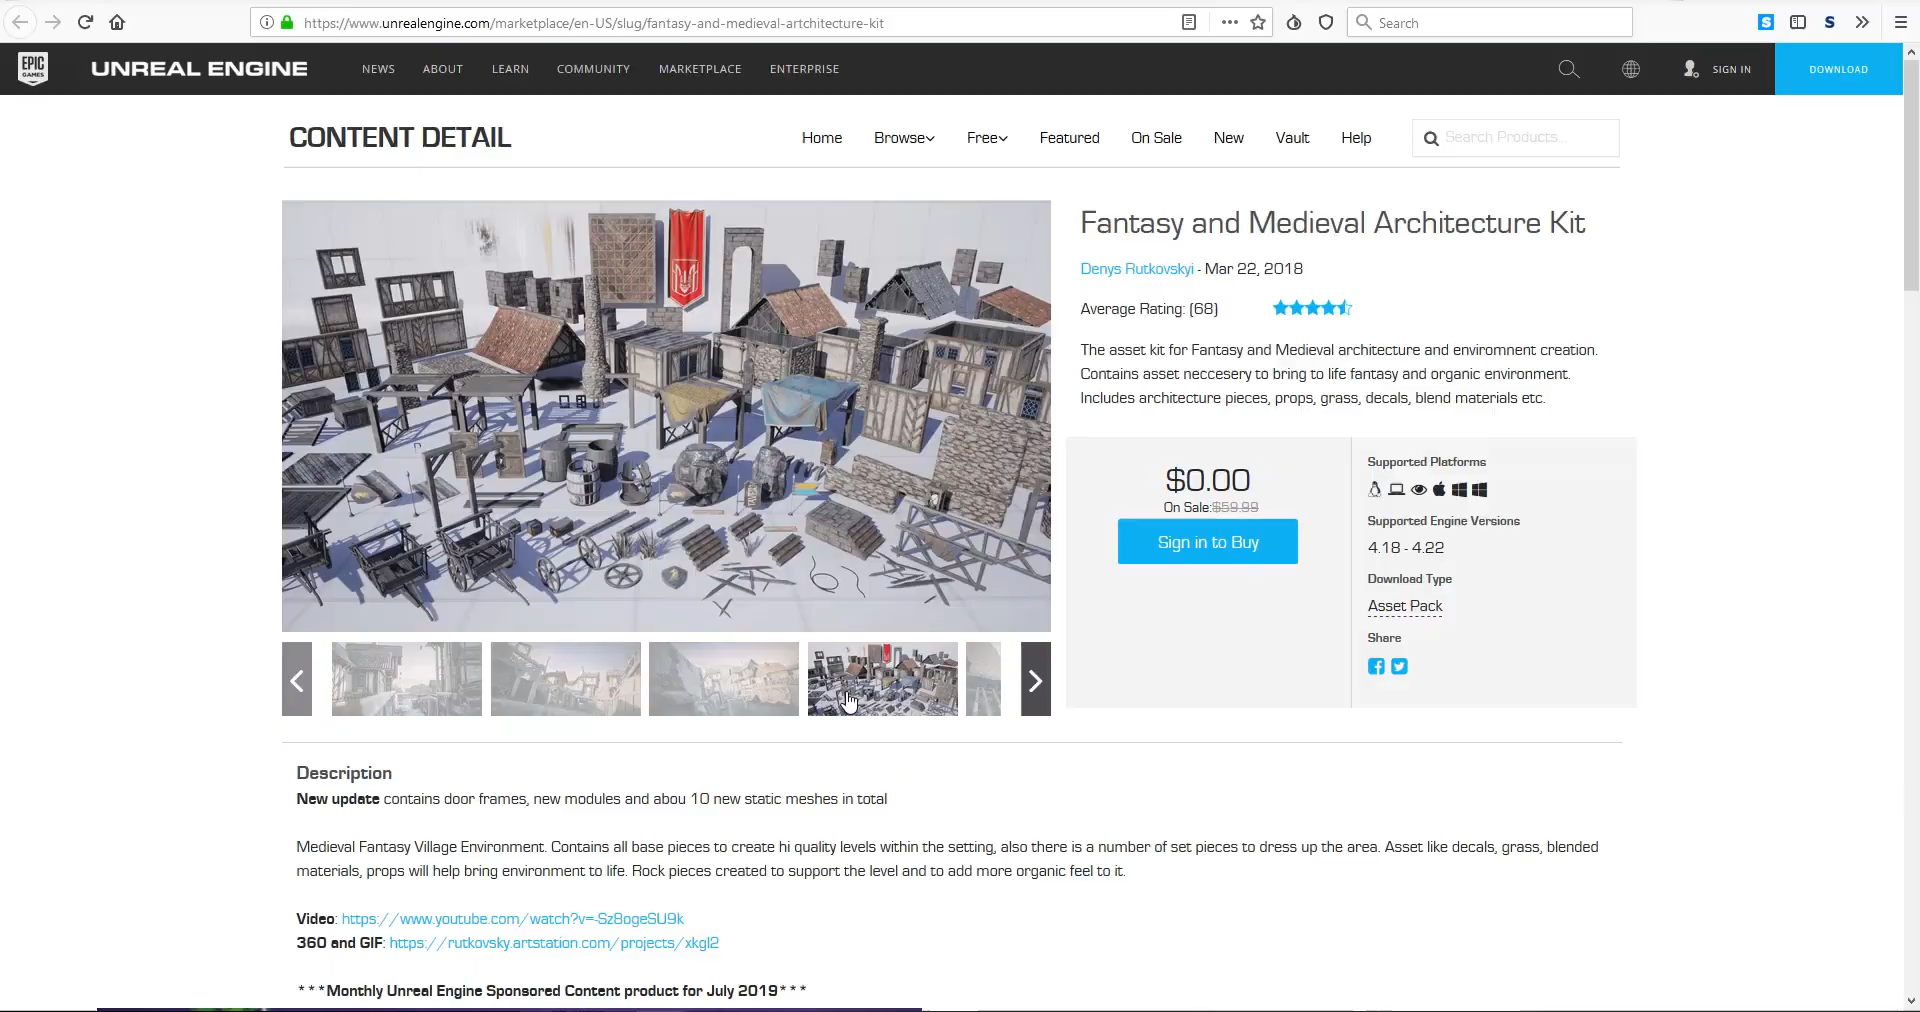 https://www.unrealengine.com/marketplace/en-US/slug/fantasy-and-medieval-artchitecture-kit
Search
S
S
EPIC GAMES
UNREAL ENGINE
NEWS
ABOUT
LEARN
COMMUNITY
MARKETPLACE
ENTERPRISE
SIGN IN
DOWNLOAD
CONTENT DETAIL
Home
Browse
Free
Featured
On Sale
New
Vault
Help
Search Products...
Fantasy and Medieval Architecture Kit
Denys Rutkovskyi - Mar 22, 2018
Average Rating: (68)
The asset kit for Fantasy and Medieval architecture and enviromnent creation.
Contains asset neccesery to bring to life fantasy and organic environment.
Includes architecture pieces, props, grass, decals, blend materials etc.
$0.00
On Sale:$59.99
Sign in to Buy
Supported Platforms
Supported Engine Versions
4.18 - 4.22
Download Type
Asset Pack
Share
Description
New update contains door frames, new modules and abou 10 new static meshes in total
Medieval Fantasy Village Environment. Contains all base pieces to create hi quality levels within the setting, also there is a number of set pieces to dress up the area. Asset like decals, grass, blended
materials, props will help bring environment to life. Rock pieces created to support the level and to add more organic feel to it.
Video: https://www.youtube.com/watch?v=-Sz8ogeSU9k
360 and GIF: https://rutkovsky.artstation.com/projects/xkgl2
***Monthly Unreal Engine Sponsored Content product for July 2019***